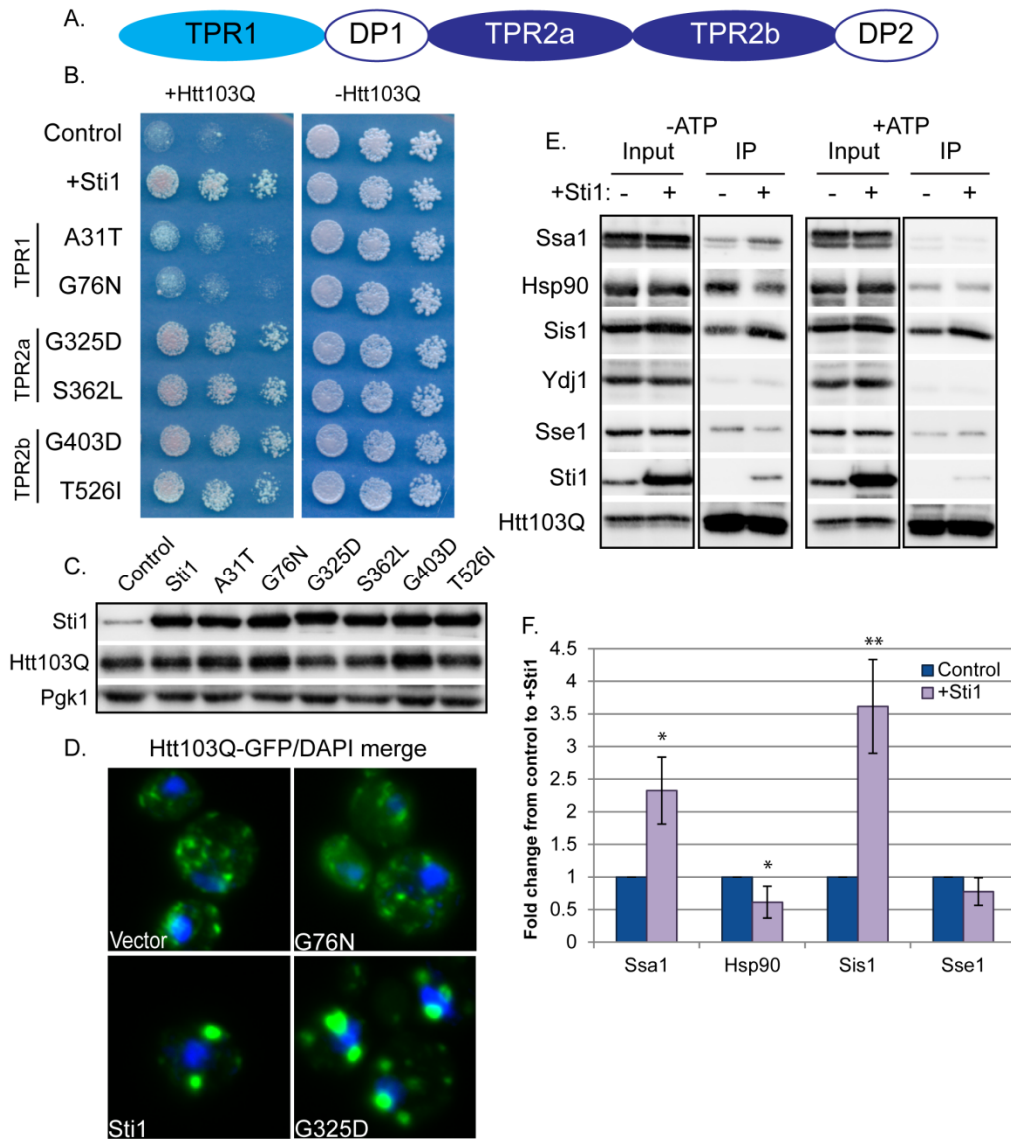 A.
TPR1 DP1 TPR2a TPR2b DP2
B.
+Htt103Q -Htt103Q
Control
+Sti1
TPR1
A31T
G76N
TPR2a
G325D
S362L
TPR2b
G403D
T526I
C.
Control Sti1 A31T G76N G325D S362L G403D T526I
Sti1
Htt103Q
Pgk1
D.
Htt103Q-GFP/DAPI merge
Vector
G76N
Sti1
G325D
E.
-ATP +ATP
Input IP Input IP
+Sti1: - + - + - + - +
Ssa1
Hsp90
Sis1
Ydj1
Sse1
Sti1
Htt103Q
F.
Fold change from control to +Sti1
4.5
4
3.5
3
2.5
2
1.5
1
0.5
0
* * **
Control
+Sti1
Ssa1 Hsp90 Sis1 Sse1